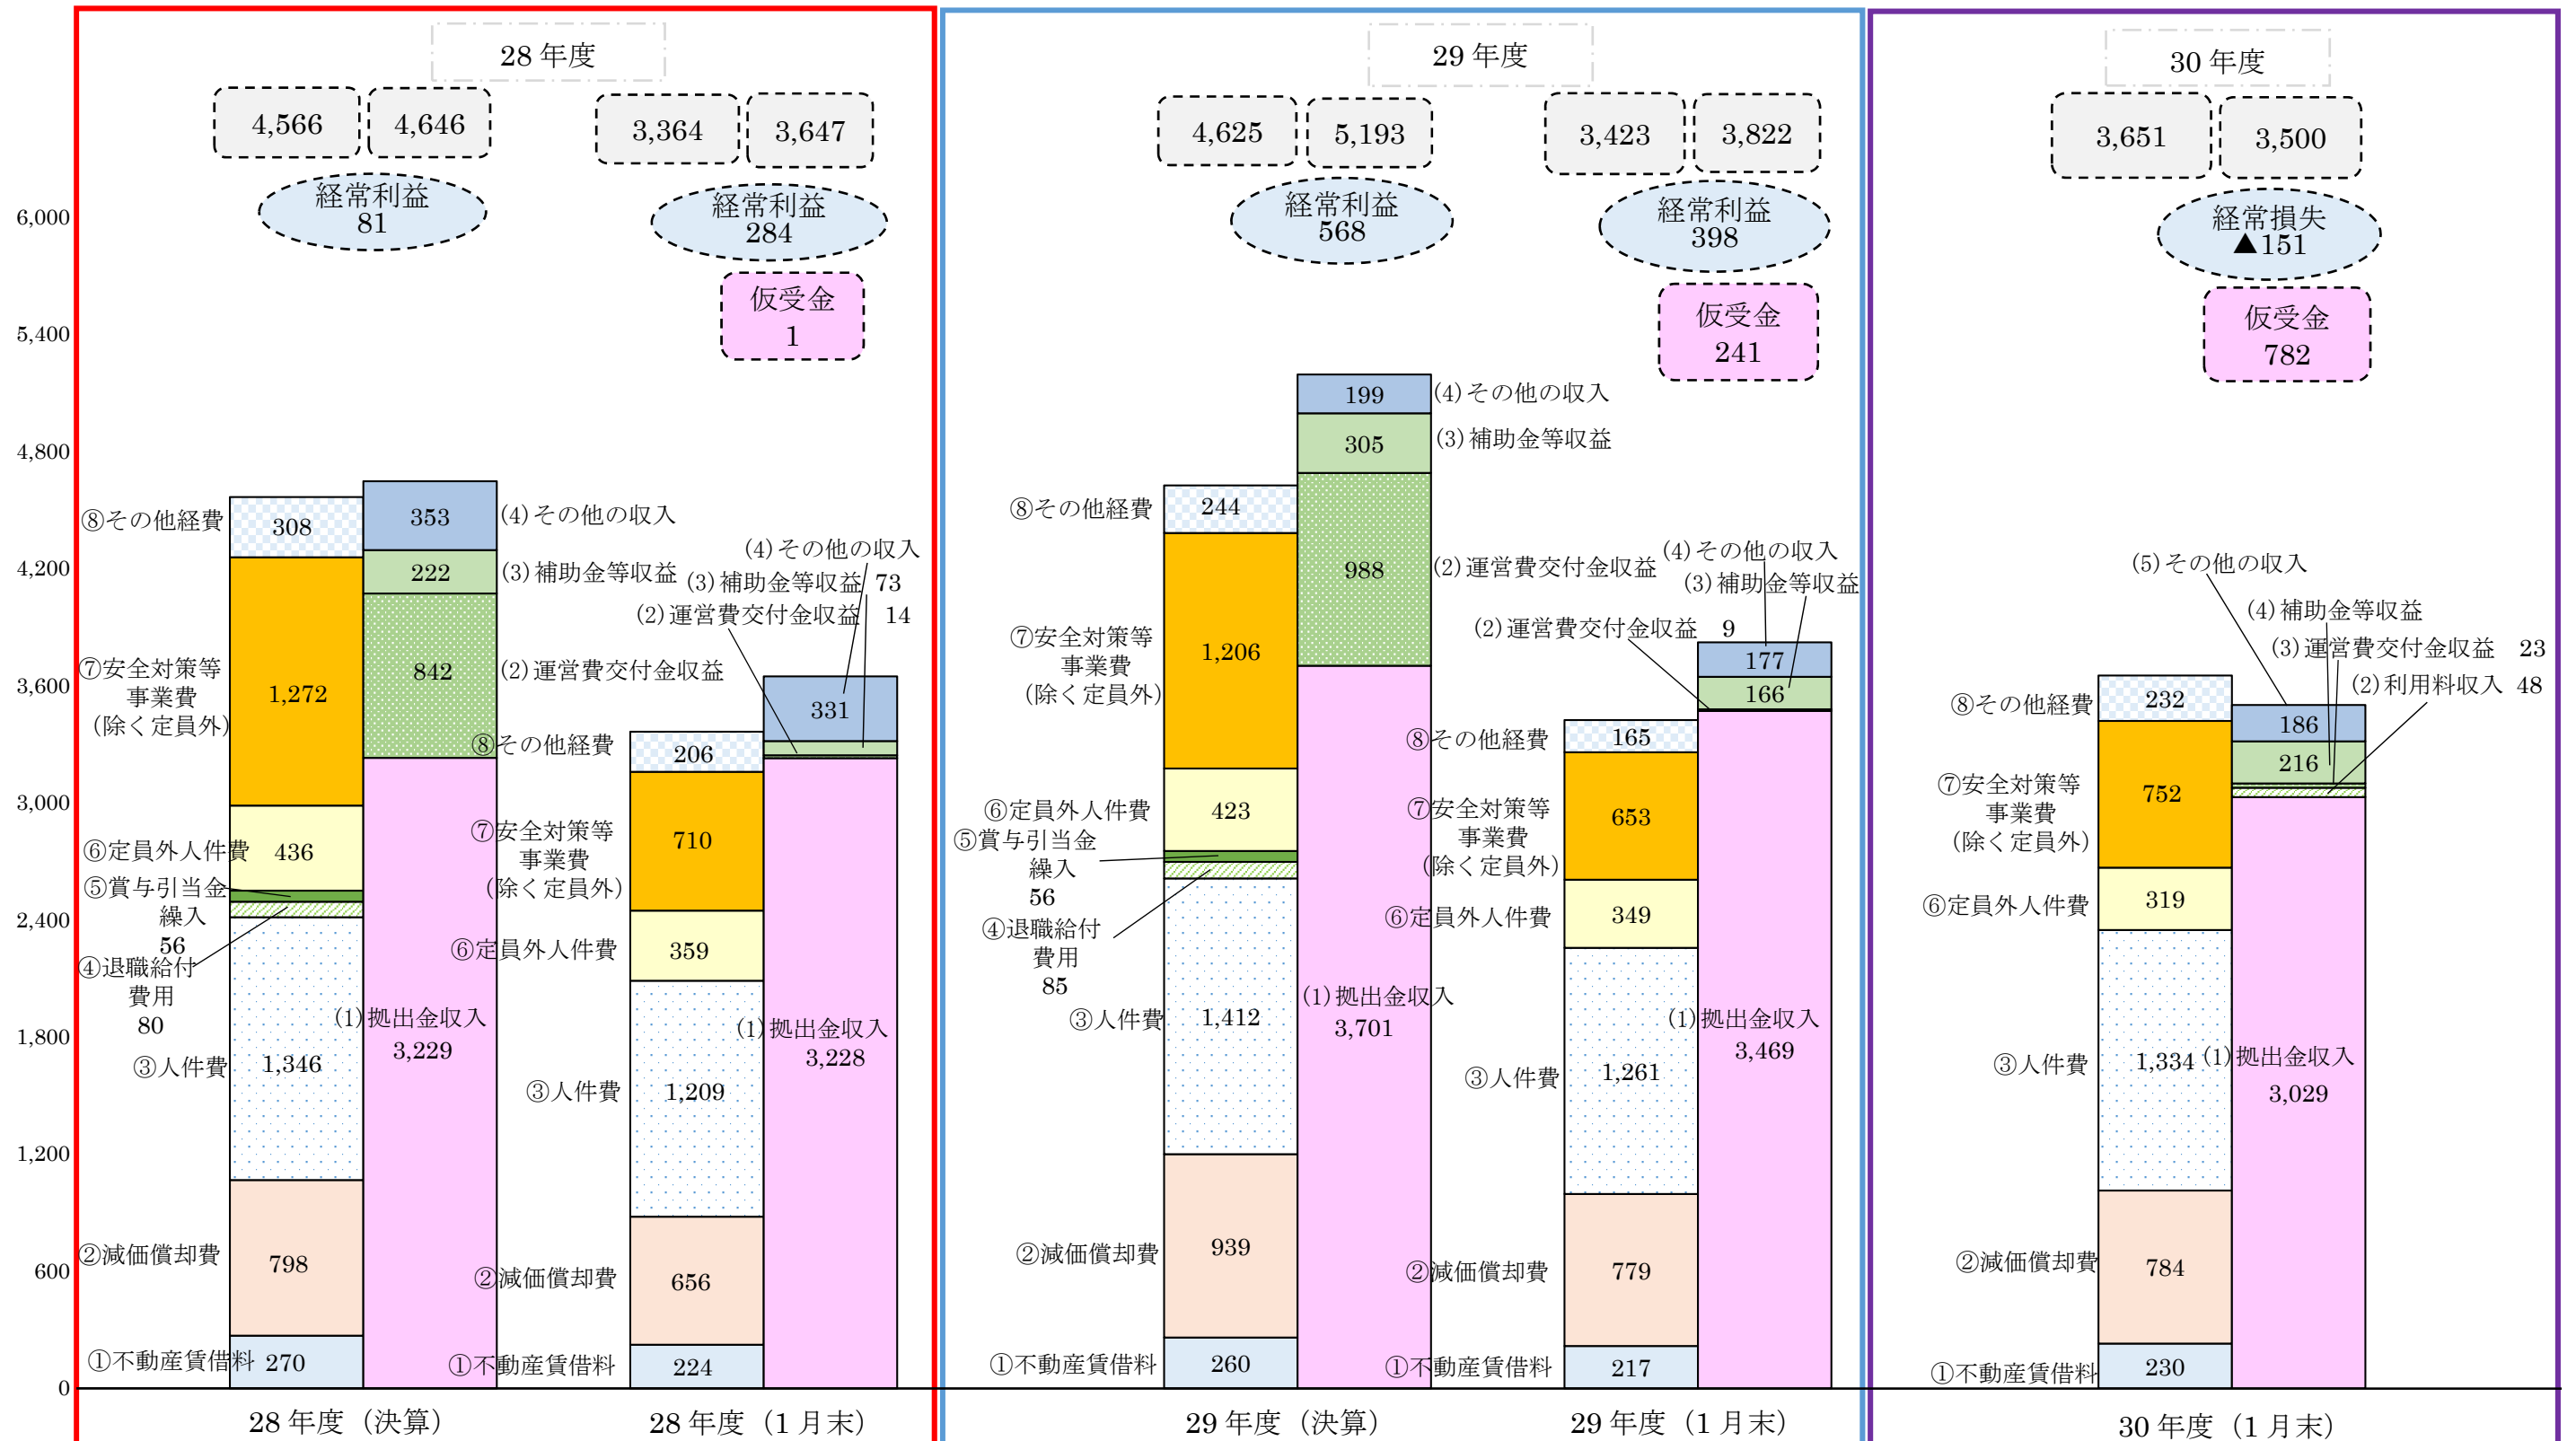 28 年度
4,566
4,646
3,364
3,647
経常利益
81
経常利益
284
仮受金
1
29 年度
4,625
5,193
3,423
3,822
経常利益
568
経常利益
398
仮受金
241
30 年度
3,651
3,500
経常損失
▲151
仮受金
782
6,000
5,400
4,800
4,200
3,600
3,000
2,400
1,800
1,200
600
0
⑧その他経費
308
⑦安全対策等
事業費
(除く定員外)
1,272
⑥定員外人件費
436
⑤賞与引当金
繰入
56
④退職給付
費用
80
③人件費
1,346
②減価償却費
798
①不動産賃借料
270
353
(4)その他の収入
222
(3)補助金等収益
842
(2)運営費交付金収益
(1)拠出金収入
3,229
28 年度（決算）
(4)その他の収入
(3)補助金等収益 73
(2)運営費交付金収益 14
331
⑧その他経費
206
⑦安全対策等
事業費
(除く定員外)
710
⑥定員外人件費
359
③人件費
1,209
②減価償却費
656
①不動産賃借料
224
(1)拠出金収入
3,228
28 年度（1 月末）
⑧その他経費
244
⑦安全対策等
事業費
(除く定員外)
1,206
⑥定員外人件費
423
⑤賞与引当金
繰入
56
④退職給付
費用
85
③人件費
1,412
②減価償却費
939
①不動産賃借料
260
199
(4)その他の収入
305
(3)補助金等収益
988
(2)運営費交付金収益
(1)拠出金収入
3,701
29 年度（決算）
(4)その他の収入
(3)補助金等収益
(2)運営費交付金収益 9
177
166
⑧その他経費
165
⑦安全対策等
事業費
(除く定員外)
653
⑥定員外人件費
349
③人件費
1,261
②減価償却費
779
①不動産賃借料
217
(1)拠出金収入
3,469
29 年度（1 月末）
(5)その他の収入
(4)補助金等収益
(3)運営費交付金収益 23
(2)利用料収入 48
186
216
⑧その他経費
232
⑦安全対策等
事業費
(除く定員外)
752
⑥定員外人件費
319
③人件費
1,334
②減価償却費
784
①不動産賃借料
230
(1)拠出金収入
3,029
30 年度（1 月末）